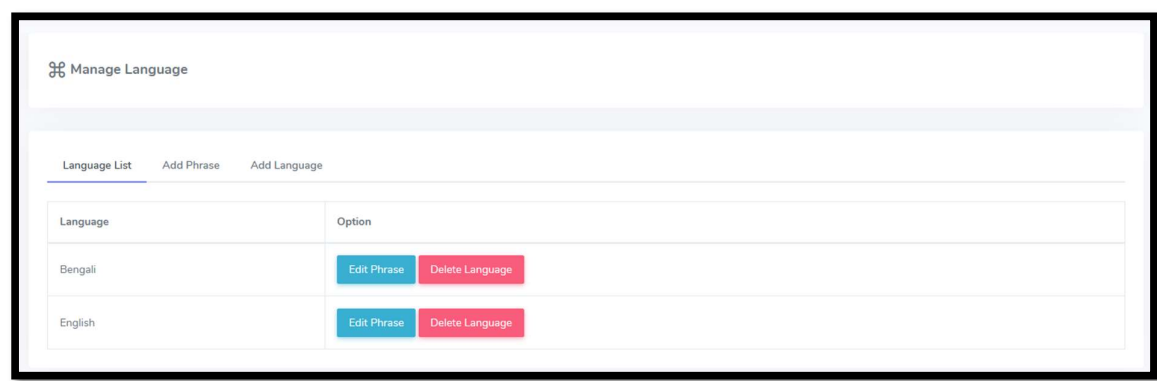 Manage Language
Language List Add Phrase Add Language
Language Option
Bengali Edit Phrase Delete Language
English Edit Phrase Delete Language